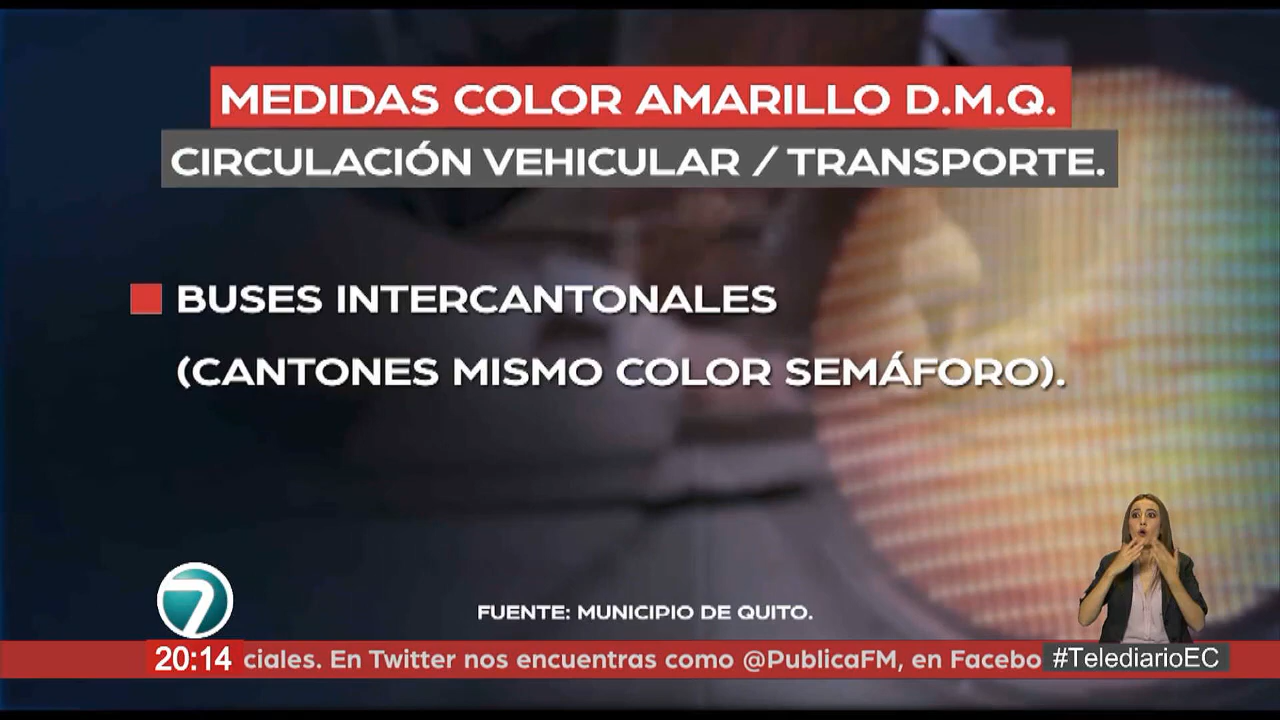 MEDIDAS COLOR AMARILLO D.M.Q.
CIRCULACIÓN VEHICULAR / TRANSPORTE.
BUSES INTERCANTONALES
(CANTONES MISMO COLOR SEMÁFORO).
7
FUENTE: MUNICIPIO DE QUITO.
20:14 ciales. En Twitter nos encuentras como @PublicaFM, en Facebo #TelediarioEC